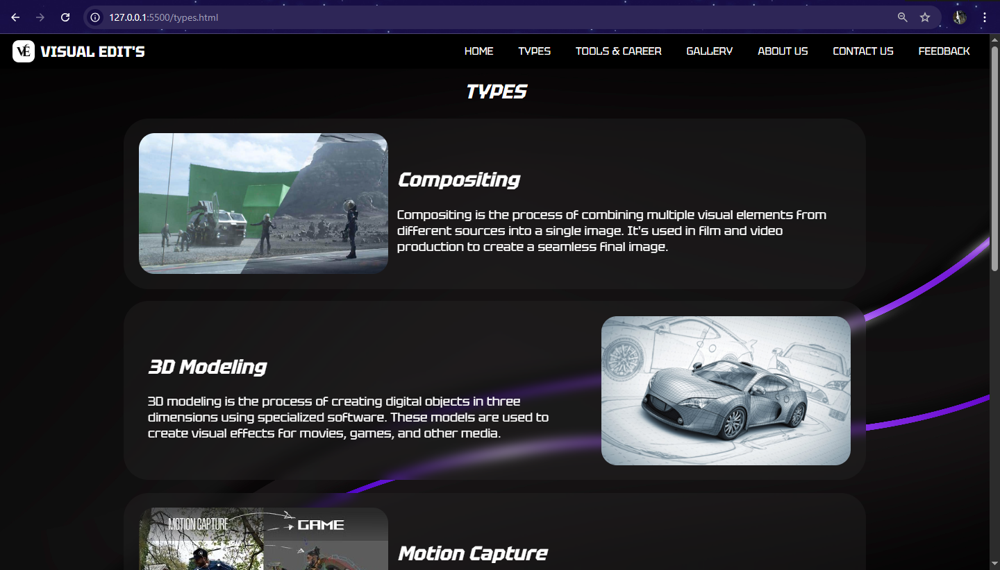 127.0.0.1:5500/types.html
VE VISUAL EDIT'S
HOME TYPES TOOLS & CAREER GALLERY ABOUT US CONTACT US FEEDBACK
TYPES
Compositing
Compositing is the process of combining multiple visual elements from
different sources into a single image. It's used in film and video
production to create a seamless final image.
3D Modeling
3D modeling is the process of creating digital objects in three
dimensions using specialized software. These models are used to
create visual effects for movies, games, and other media.
MOTION CAPTURE GAME
Motion Capture